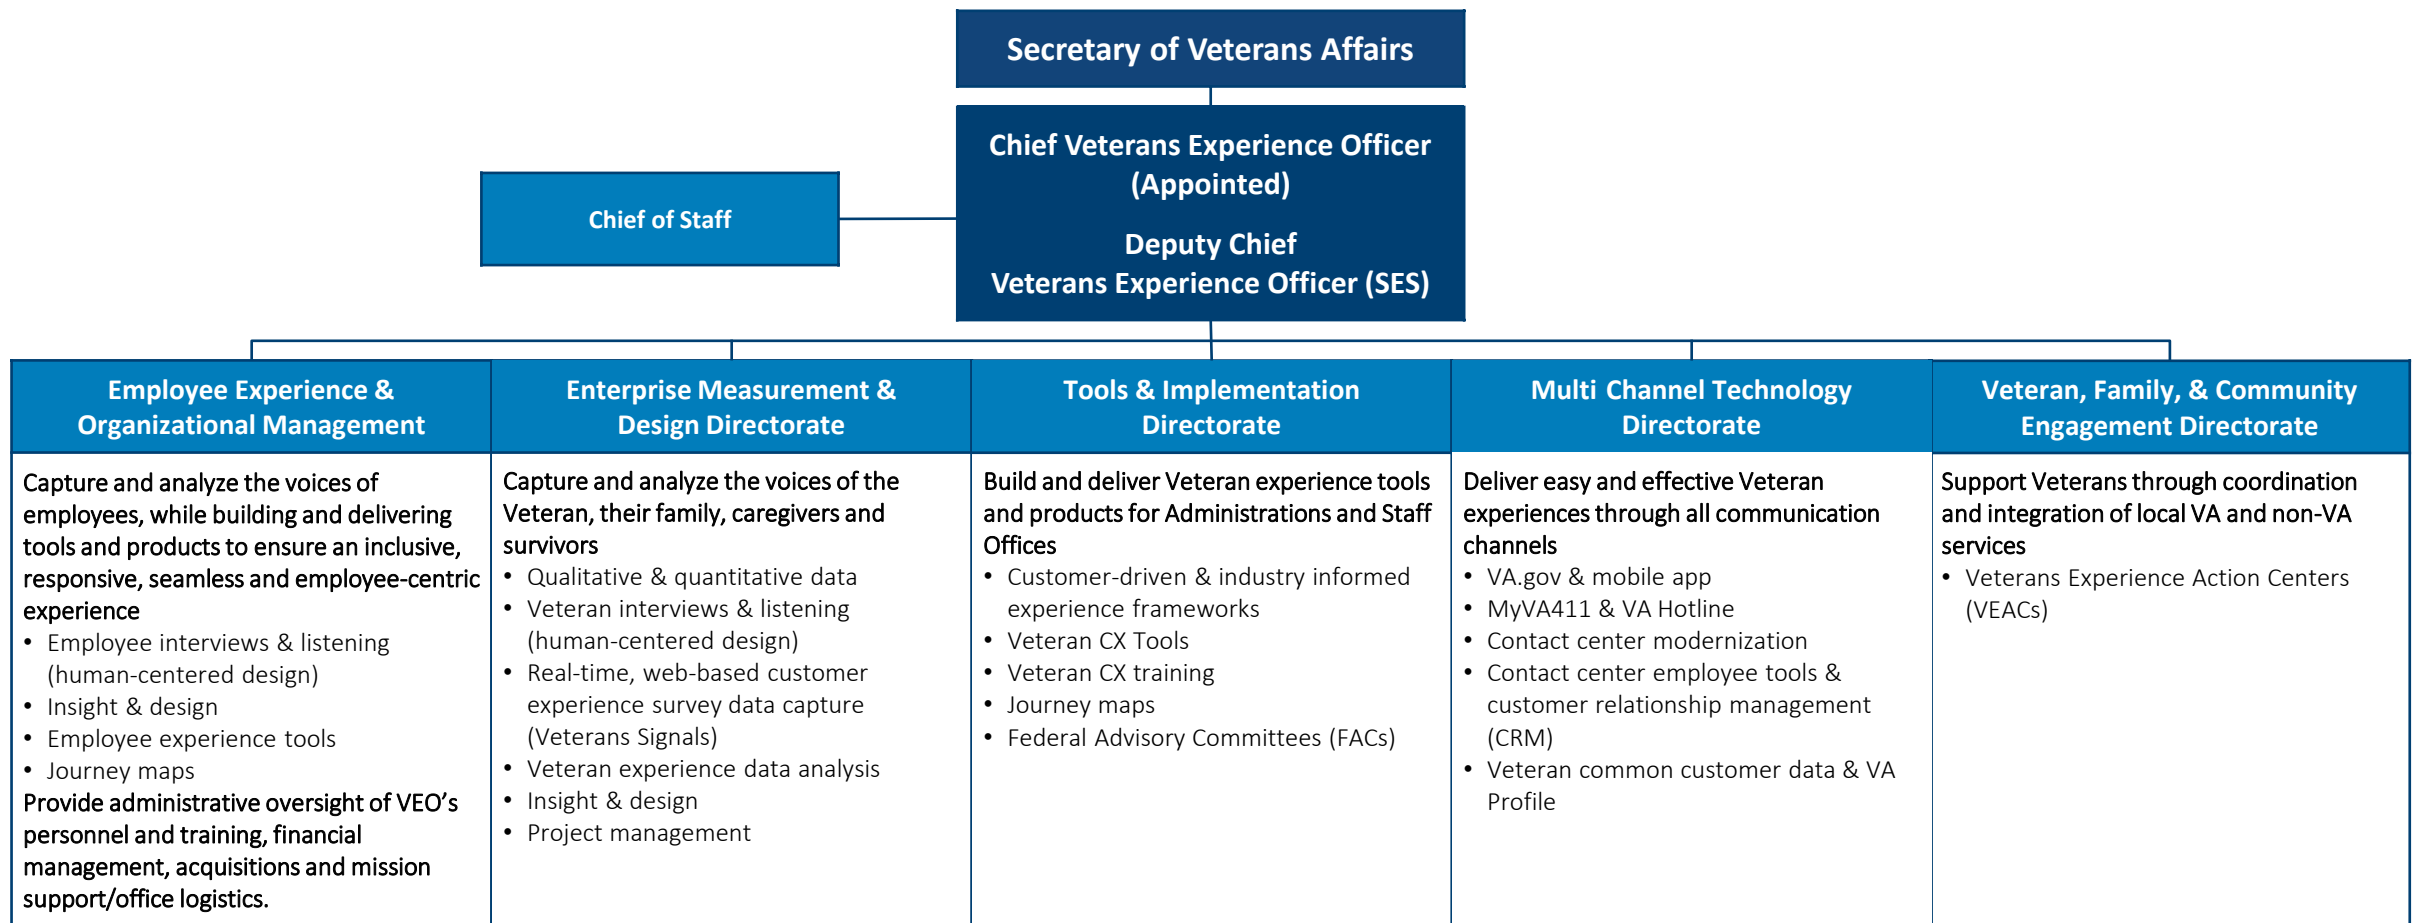 Secretary of Veterans Affairs
Chief Veterans Experience Officer
(Appointed)
Deputy Chief
Veterans Experience Officer (SES)
Chief of Staff
Employee Experience &
Organizational Management
Capture and analyze the voices of
employees, while building and delivering
tools and products to ensure an inclusive,
responsive, seamless and employee-centric
experience
• Employee interviews & listening
(human-centered design)
• Insight & design
• Employee experience tools
• Journey maps
Provide administrative oversight of VEO’s
personnel and training, financial
management, acquisitions and mission
support/office logistics.
Enterprise Measurement &
Design Directorate
Capture and analyze the voices of the
Veteran, their family, caregivers and
survivors
• Qualitative & quantitative data
• Veteran interviews & listening
(human-centered design)
• Real-time, web-based customer
experience survey data capture
(Veterans Signals)
• Veteran experience data analysis
• Insight & design
• Project management
Tools & Implementation
Directorate
Build and deliver Veteran experience tools
and products for Administrations and Staff
Offices
• Customer-driven & industry informed
experience frameworks
• Veteran CX Tools
• Veteran CX training
• Journey maps
• Federal Advisory Committees (FACs)
Multi Channel Technology
Directorate
Deliver easy and effective Veteran
experiences through all communication
channels
• VA.gov & mobile app
• MyVA411 & VA Hotline
• Contact center modernization
• Contact center employee tools &
customer relationship management
(CRM)
• Veteran common customer data & VA
Profile
Veteran, Family, & Community
Engagement Directorate
Support Veterans through coordination
and integration of local VA and non-VA
services
• Veterans Experience Action Centers
(VEACs)